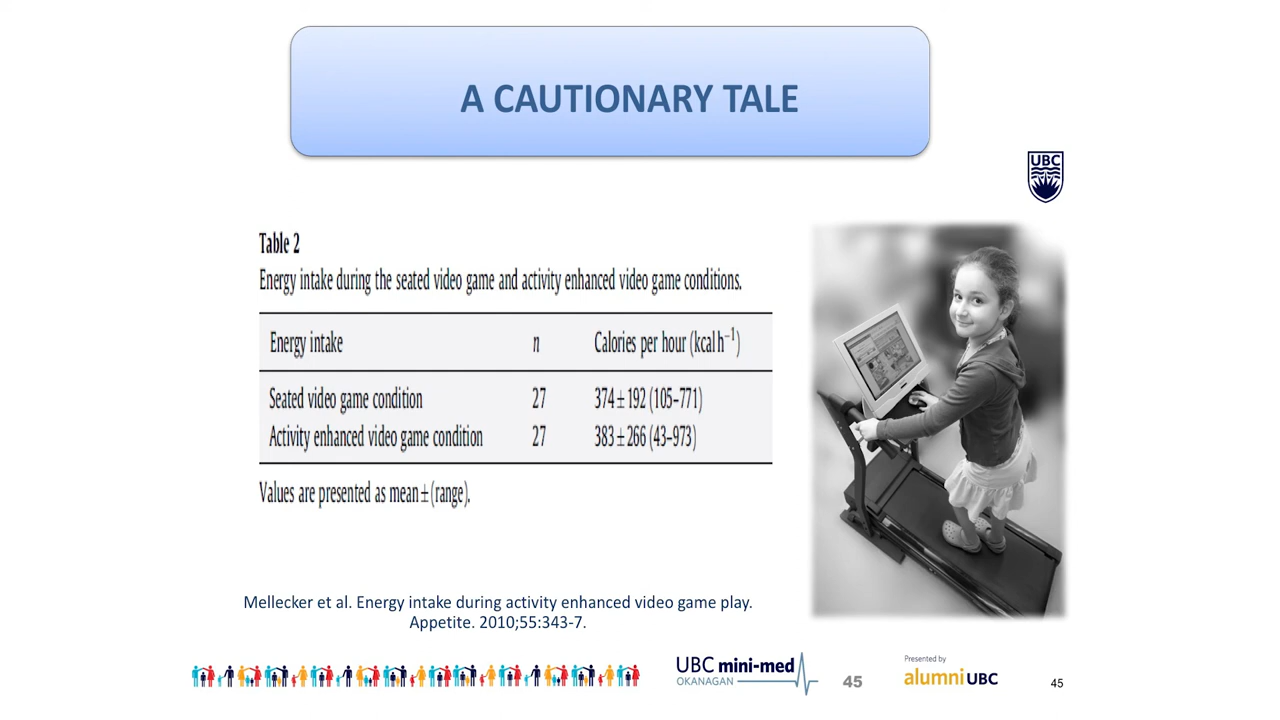 A CAUTIONARY TALE
UBC
Table 2
Energy intake during the seated video game and activity enhanced video game conditions.
Energy intake n Calories per hour (kcal h⁻¹)
Seated video game condition 27 374 ± 192 (105–771)
Activity enhanced video game condition 27 383 ± 266 (43–973)
Values are presented as mean ± (range).
Mellecker et al. Energy intake during activity enhanced video game play.
Appetite. 2010;55:343-7.
UBC mini-med
OKANAGAN
45
Presented by
alumni UBC
45